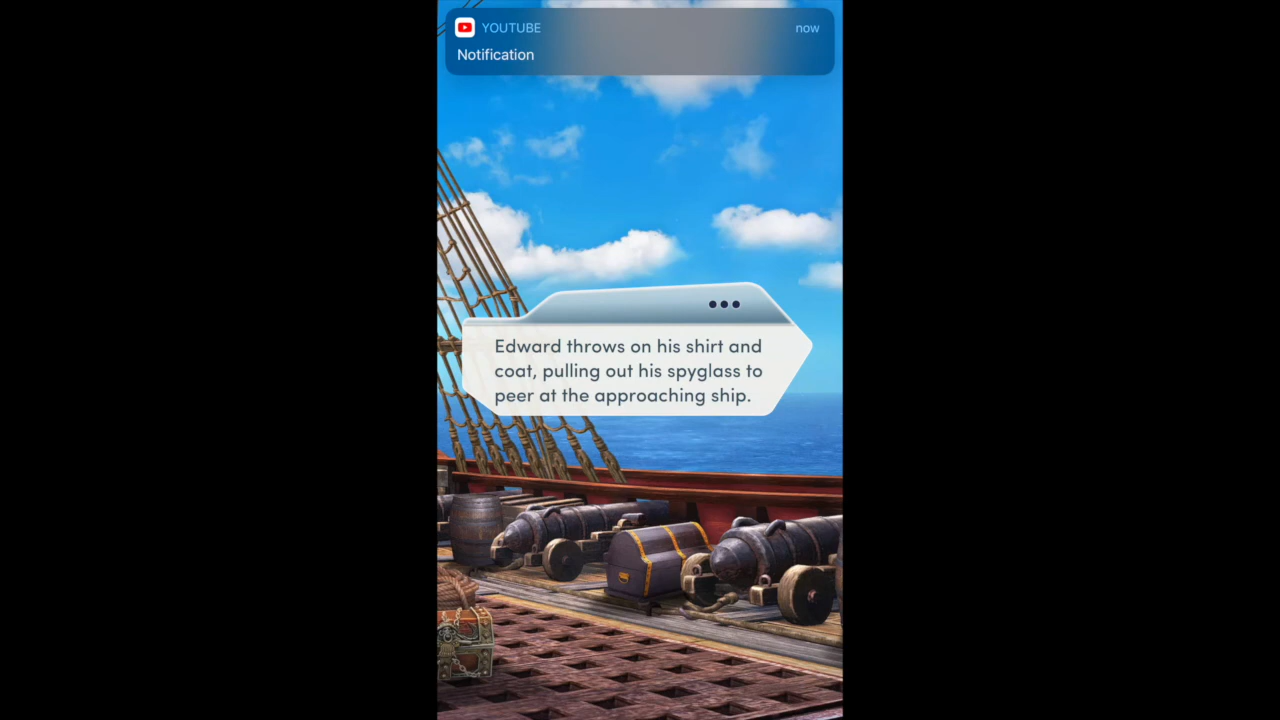 YOUTUBE now
Notification
Edward throws on his shirt and
coat, pulling out his spyglass to
peer at the approaching ship.